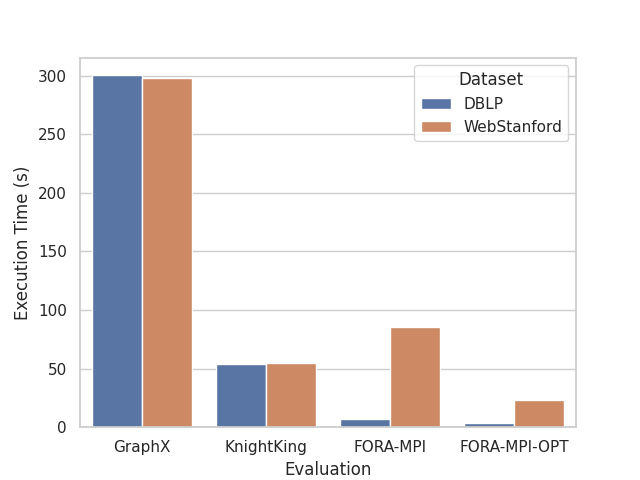 Dataset
DBLP
WebStanford
300
250
200
150
100
50
0
Execution Time (s)
GraphX KnightKing FORA-MPI FORA-MPI-OPT
Evaluation